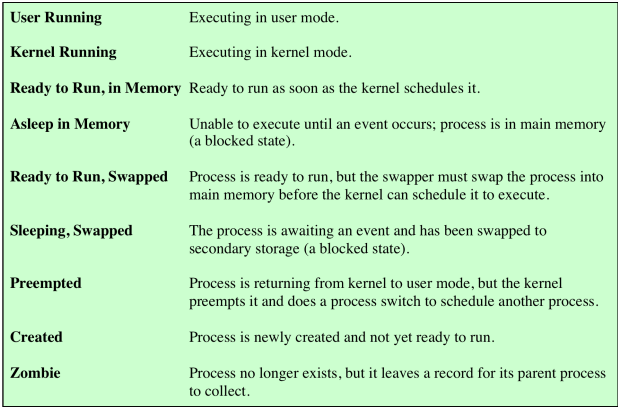 User Running Executing in user mode.
Kernel Running Executing in kernel mode.
Ready to Run, in Memory Ready to run as soon as the kernel schedules it.
Asleep in Memory Unable to execute until an event occurs; process is in main memory
(a blocked state).
Ready to Run, Swapped Process is ready to run, but the swapper must swap the process into
main memory before the kernel can schedule it to execute.
Sleeping, Swapped The process is awaiting an event and has been swapped to
secondary storage (a blocked state).
Preempted Process is returning from kernel to user mode, but the kernel
preempts it and does a process switch to schedule another process.
Created Process is newly created and not yet ready to run.
Zombie Process no longer exists, but it leaves a record for its parent process
to collect.